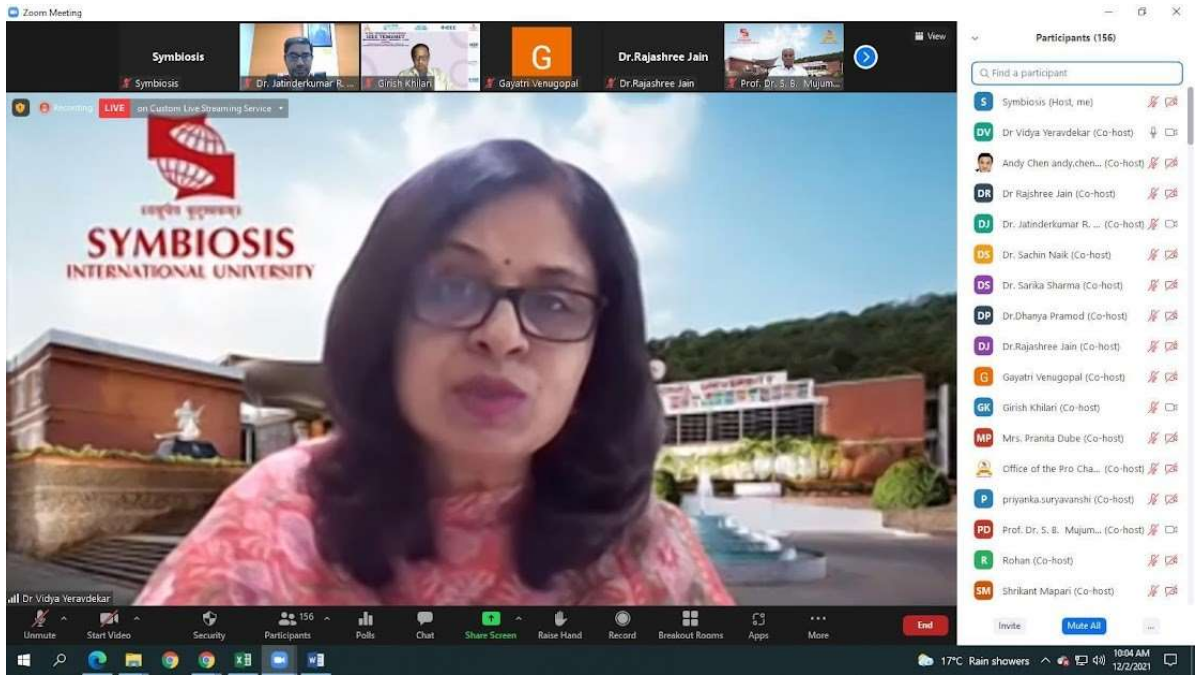 Zoom Meeting
Symbiosis
Dr.Rajashree Jain
G
Symbiosis
Dr. Jatinderkumar R. ...
Girish Khilari
Gayatri Venugopal
Dr.Rajashree Jain
Prof. Dr. S. B. Mujum...
View
Recording
LIVE on Custom Live Streaming Service
SYMBIOSIS
INTERNATIONAL UNIVERSITY
Dr Vidya Yeravdekar
Participants (156)
Find a participant
S Symbiosis (Host, me)
DV Dr Vidya Yeravdekar (Co-host)
Andy Chen andy.chen... (Co-host)
DR Dr Rajshree Jain (Co-host)
DJ Dr. Jatinderkumar R. ... (Co-host)
DS Dr. Sachin Naik (Co-host)
DS Dr. Sarika Sharma (Co-host)
DP Dr.Dhanya Pramod (Co-host)
DJ Dr.Rajashree Jain (Co-host)
G Gayatri Venugopal (Co-host)
GK Girish Khilari (Co-host)
MP Mrs. Pranita Dube (Co-host)
Office of the Pro Cha... (Co-host)
P priyanka.suryavanshi (Co-host)
PD Prof. Dr. S. B. Mujum... (Co-host)
R Rohan (Co-host)
SM Shrikant Mapari (Co-host)
Invite
Mute All
...
Unmute
Start Video
Security
156
Participants
Polls
Chat
Share Screen
Raise Hand
Record
Breakout Rooms
Apps
More
End
17°C Rain showers
10:04 AM
12/2/2021